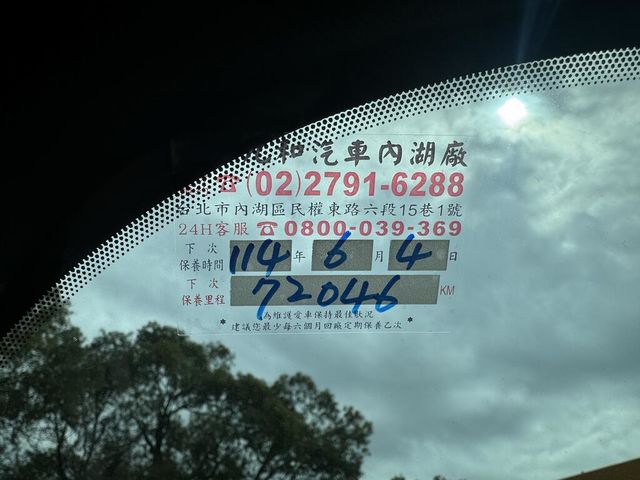 和汽車內湖廠
☎(02)2791-6288
台北市內湖區民權東路六段15巷1號
24H客服 ☎ 0800-039-369
下次保養時間 114 年 6 月 4 日
下次保養里程 72046 KM
為維護愛車保持最佳狀況
*建議您最少每六個月回廠定期保養乙次*